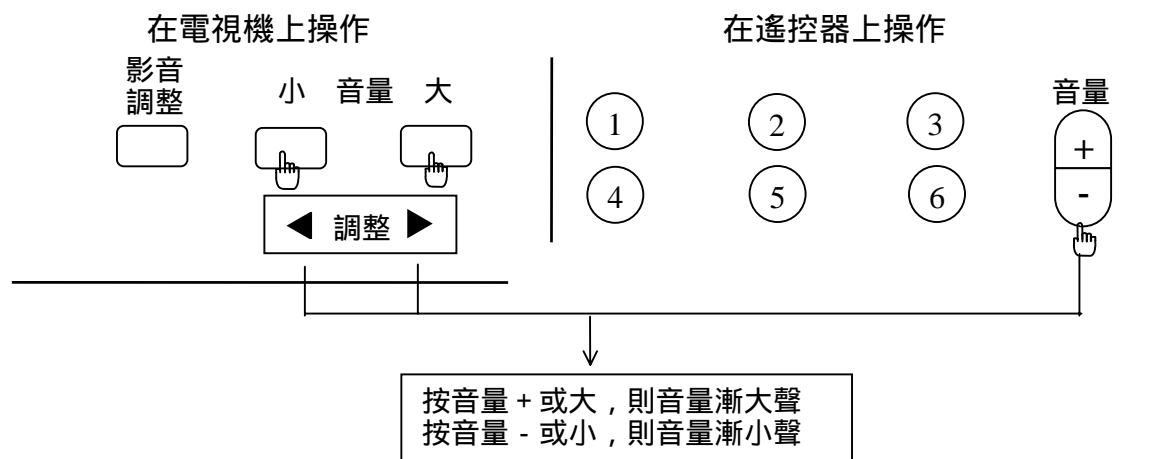 在電視機上操作
在遙控器上操作
影音
調整
小 音量 大
音量
1 2 3
+
4 5 6
-
◀ 調整 ▶
按音量+或大,則音量漸大聲
按音量-或小,則音量漸小聲